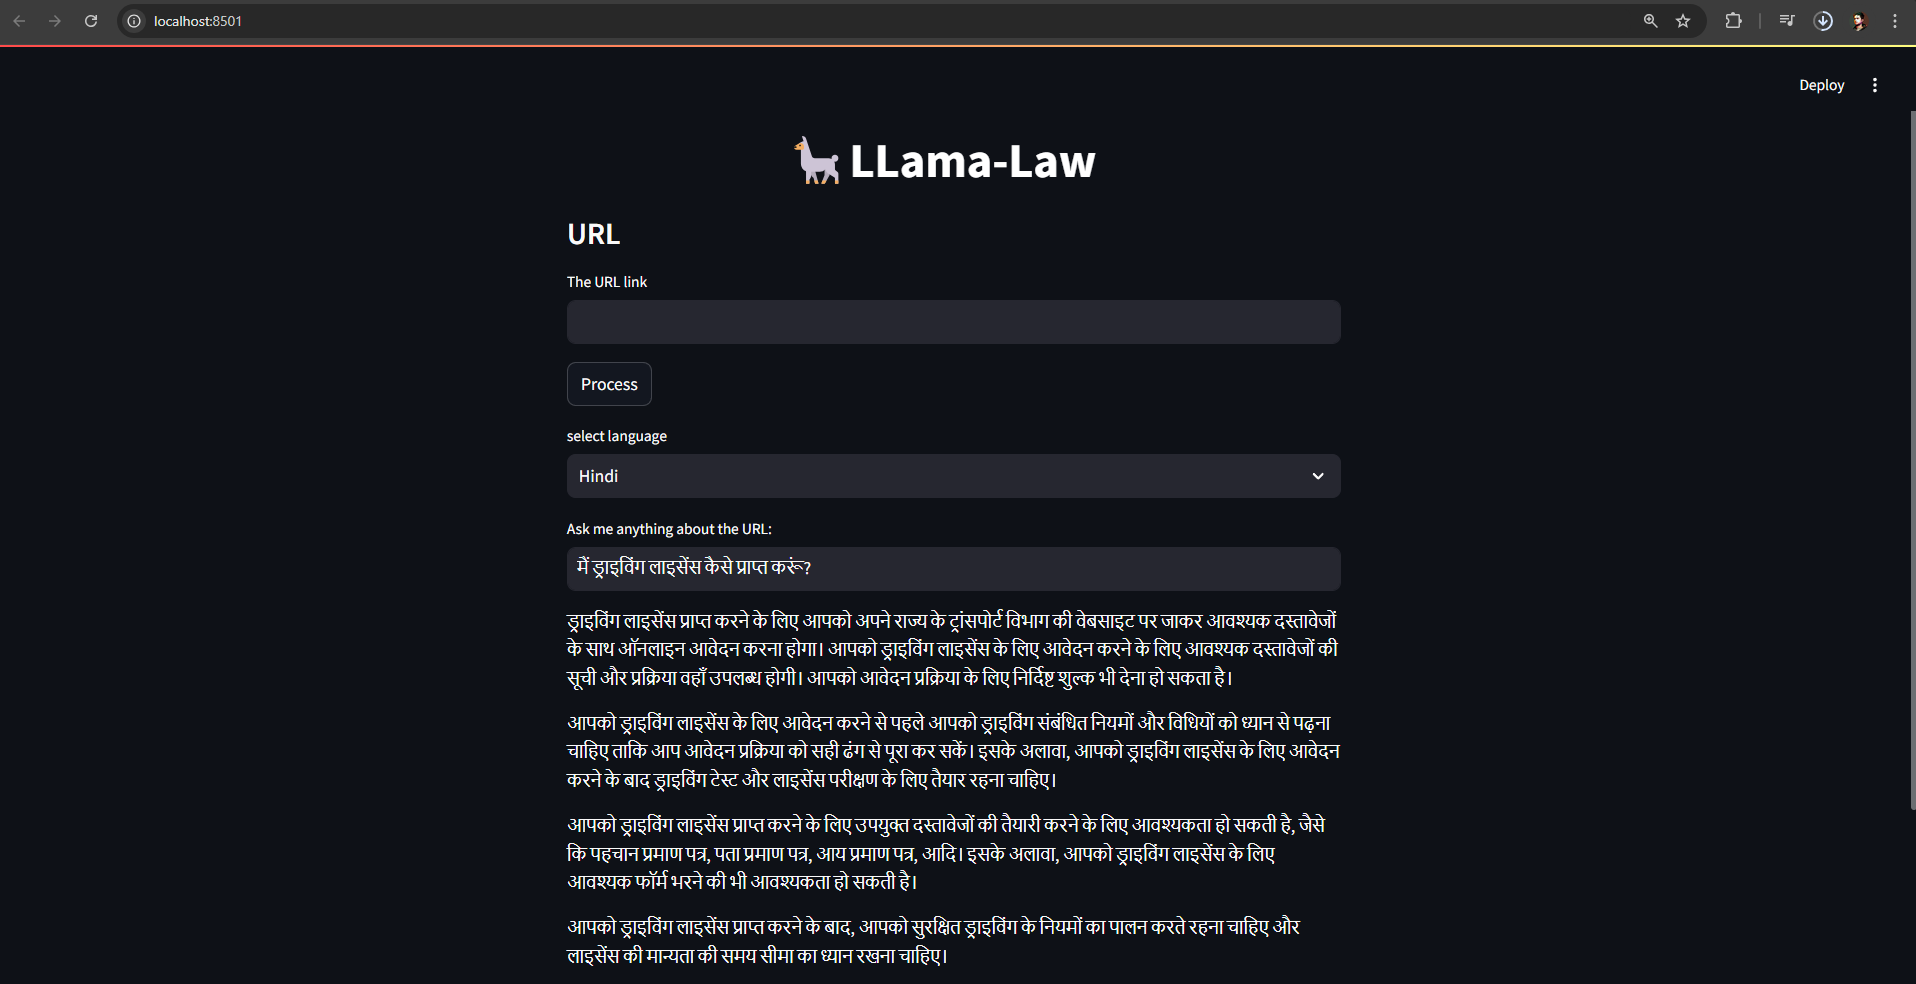 localhost:8501
Deploy
LLama-Law
URL
The URL link
Process
select language
Hindi
Ask me anything about the URL:
मैं ड्राइविंग लाइसेंस कैसे प्राप्त करूं?
ड्राइविंग लाइसेंस प्राप्त करने के लिए आपको अपने राज्य के ट्रांसपोर्ट विभाग की वेबसाइट पर जाकर आवश्यक दस्तावेजों
के साथ ऑनलाइन आवेदन करना होगा। आपको ड्राइविंग लाइसेंस के लिए आवेदन करने के लिए आवश्यक दस्तावेजों की
सूची और प्रक्रिया वहाँ उपलब्ध होगी। आपको आवेदन प्रक्रिया के लिए निर्दिष्ट शुल्क भी देना हो सकता है।
आपको ड्राइविंग लाइसेंस के लिए आवेदन करने से पहले आपको ड्राइविंग संबंधित नियमों और विधियों को ध्यान से पढ़ना
चाहिए ताकि आप आवेदन प्रक्रिया को सही ढंग से पूरा कर सकें। इसके अलावा, आपको ड्राइविंग लाइसेंस के लिए आवेदन
करने के बाद ड्राइविंग टेस्ट और लाइसेंस परीक्षण के लिए तैयार रहना चाहिए।
आपको ड्राइविंग लाइसेंस प्राप्त करने के लिए उपयुक्त दस्तावेजों की तैयारी करने के लिए आवश्यकता हो सकती है, जैसे
कि पहचान प्रमाण पत्र, पता प्रमाण पत्र, आय प्रमाण पत्र, आदि। इसके अलावा, आपको ड्राइविंग लाइसेंस के लिए
आवश्यक फॉर्म भरने की भी आवश्यकता हो सकती है।
आपको ड्राइविंग लाइसेंस प्राप्त करने के बाद, आपको सुरक्षित ड्राइविंग के नियमों का पालन करते रहना चाहिए और
लाइसेंस की मान्यता की समय सीमा का ध्यान रखना चाहिए।